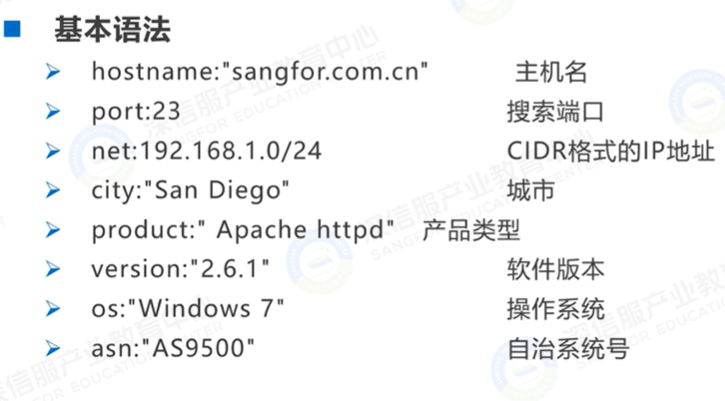 基本语法
hostname:"sangfor.com.cn" 主机名
port:23 搜索端口
net:192.168.1.0/24 CIDR格式的IP地址
city:"San Diego" 城市
product:" Apache httpd" 产品类型
version:"2.6.1" 软件版本
os:"Windows 7" 操作系统
asn:"AS9500" 自治系统号
深信服产业教育中心
SANGFOR EDUCATION CENTER